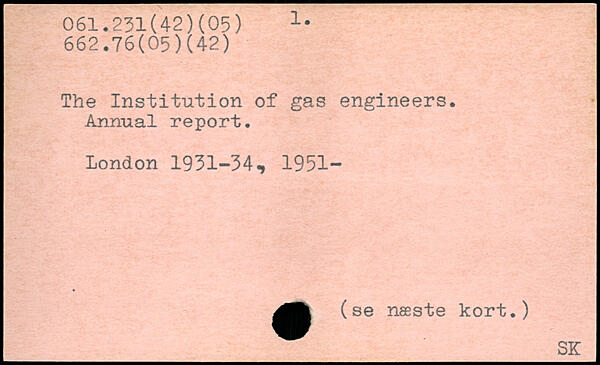 061.231(42)(05) 1.
662.76(05)(42)
The Institution of gas engineers.
Annual report.
London 1931-34, 1951-
(se næste kort.)
SK